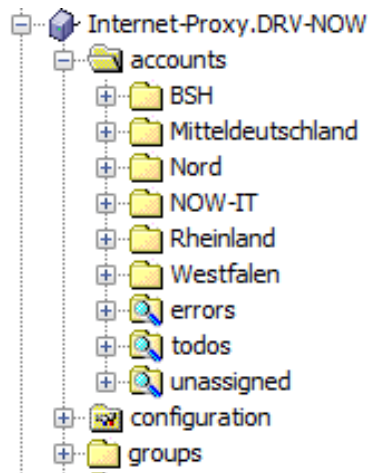 Internet-Proxy.DRV-NOW
accounts
BSH
Mitteldeutschland
Nord
NOW-IT
Rheinland
Westfalen
errors
todos
unassigned
configuration
groups